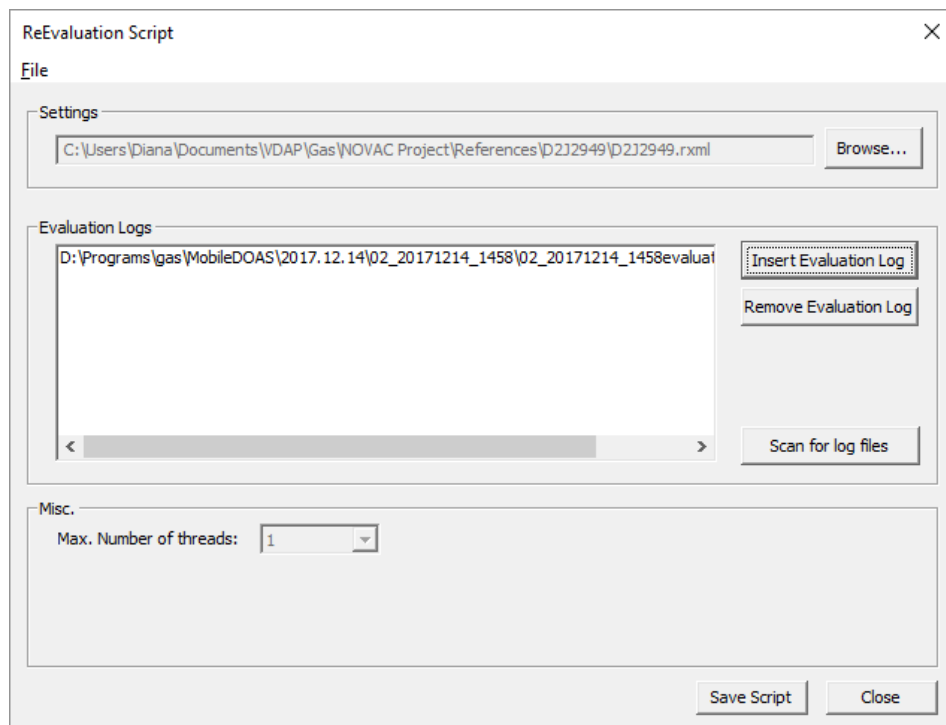 ReEvaluation Script
File
Settings
C:\Users\Diana\Documents\VDAP\Gas\NOVAC Project\References\D2J2949\D2J2949.rxml
Browse...
Evaluation Logs
D:\Programs\gas\MobileDOAS\2017.12.14\02_20171214_1458\02_20171214_1458evaluat
Insert Evaluation Log
Remove Evaluation Log
Scan for log files
Misc.
Max. Number of threads: 1
Save Script Close